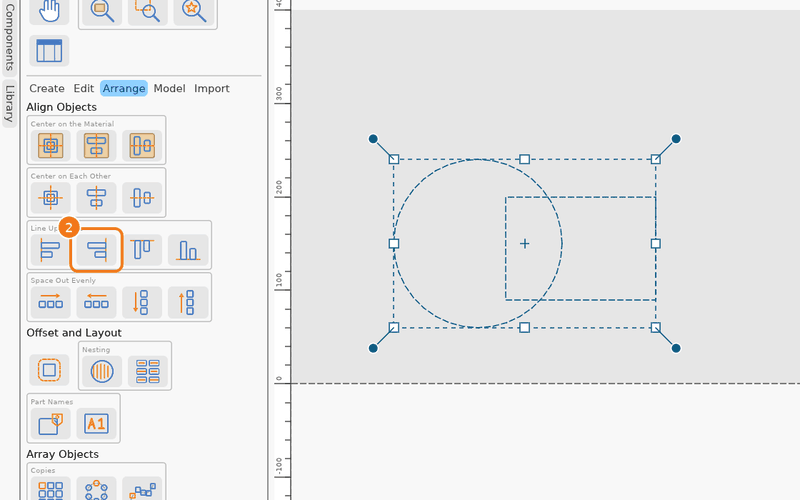 Components
Library
Create Edit Arrange Model Import
Align Objects
Center on the Material
Center on Each Other
Line Up
2
Space Out Evenly
Offset and Layout
Nesting
Part Names
A1
Array Objects
Copies
300
200
100
0
-100